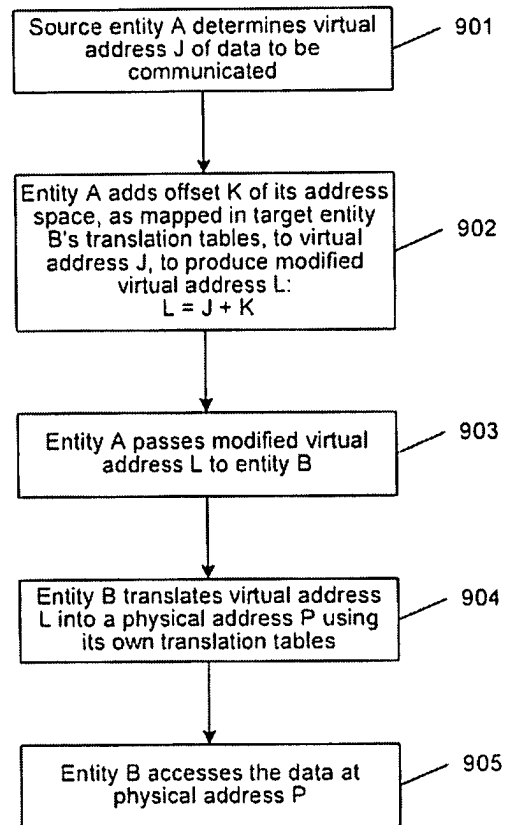 Source entity A determines virtual
address J of data to be
communicated
901
Entity A adds offset K of its address
space, as mapped in target entity
B's translation tables, to virtual
address J, to produce modified
virtual address L:
L = J + K
902
Entity A passes modified virtual
address L to entity B
903
Entity B translates virtual address
L into a physical address P using
its own translation tables
904
Entity B accesses the data at
physical address P
905